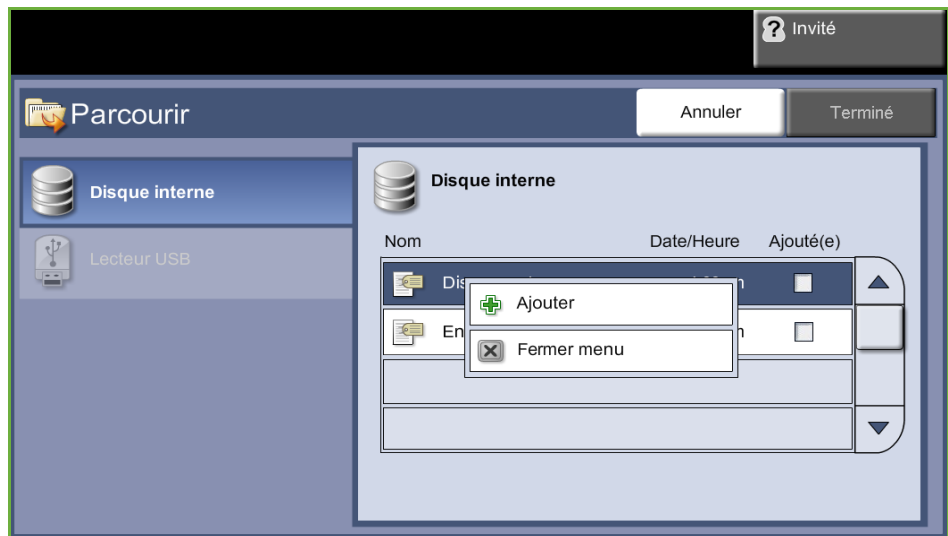 Invité
Parcourir
Annuler
Terminé
Disque interne
Lecteur USB
Disque interne
Nom Date/Heure Ajouté(e)
Ajouter
Fermer menu